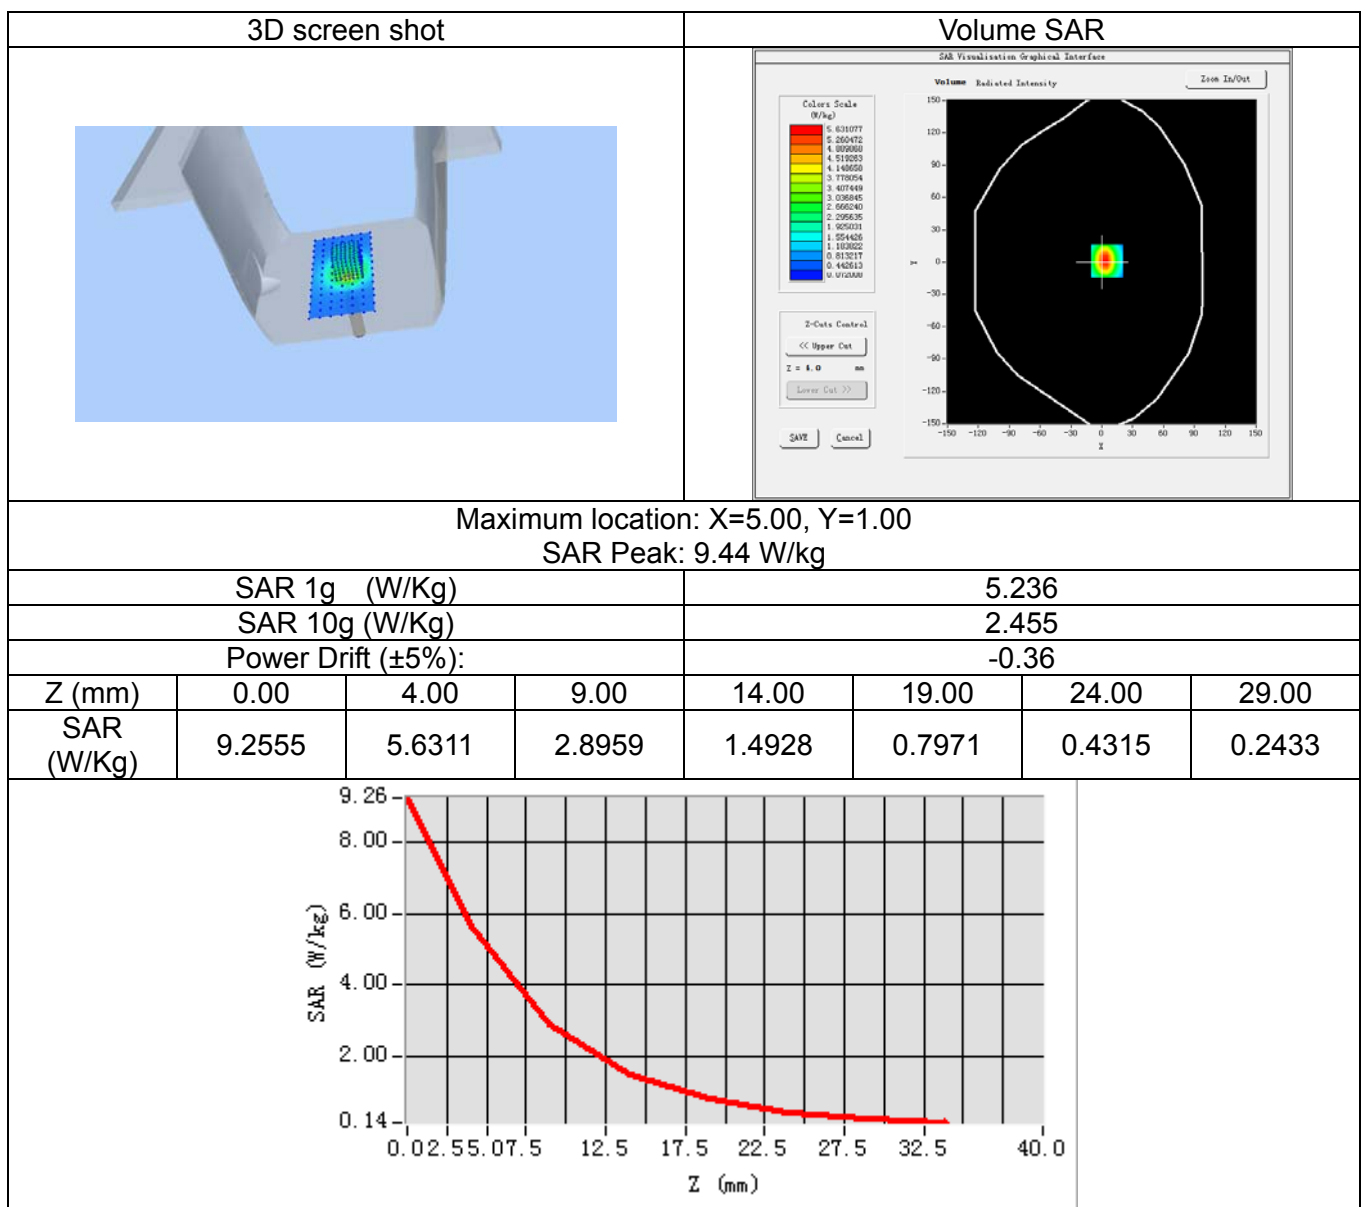 3D screen shot
Volume SAR
SAR Visualisation Graphical Interface
Volume Radiated Intensity
Zoom In/Out
Colors Scale
(W/kg)
5.631077
5.260472
4.889868
4.519263
4.148658
3.778054
3.407449
3.036845
2.666240
2.295635
1.925031
1.554426
1.183822
0.813217
0.442613
0.072008
Z-Cuts Control
<< Upper Cut
Z = 4.0 mm
Lower Cut >>
SAVE Cancel
150
120
90
60
30
0
-30
-60
-90
-120
-150
Y
-150 -120 -90 -60 -30 0 30 60 90 120 150
X
Maximum location: X=5.00, Y=1.00
SAR Peak: 9.44 W/kg
SAR 1g (W/Kg) 5.236
SAR 10g (W/Kg) 2.455
Power Drift (±5%): -0.36
Z (mm) 0.00 4.00 9.00 14.00 19.00 24.00 29.00
SAR (W/Kg) 9.2555 5.6311 2.8959 1.4928 0.7971 0.4315 0.2433
9.26
8.00
6.00
4.00
2.00
0.14
SAR (W/kg)
0.0 2.5 5.0 7.5 12.5 17.5 22.5 27.5 32.5 40.0
Z (mm)